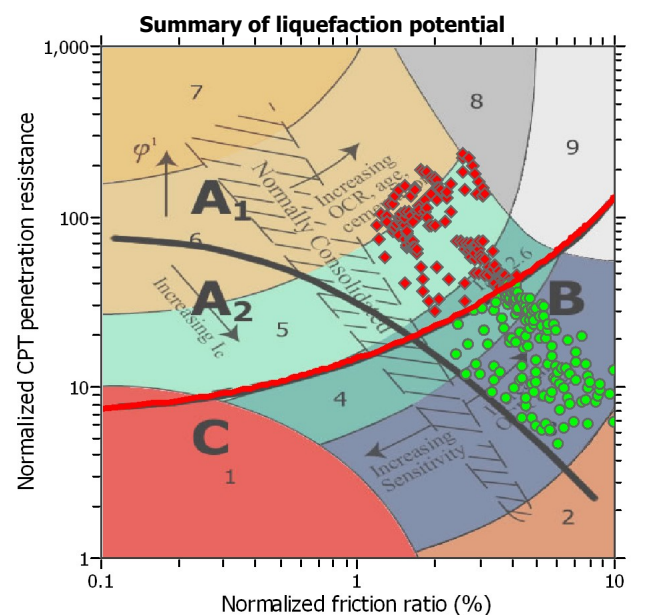 Summary of liquefaction potential
Normalized CPT penetration resistance
1,000
100
10
1
0.1
1
10
Normalized friction ratio (%)
7
8
9
φ'
A1
Normally Consolidated
Increasing
OCR, age,
6
A2
Increasing Ic
5
B
4
C
1
Increasing
Sensitivity
2